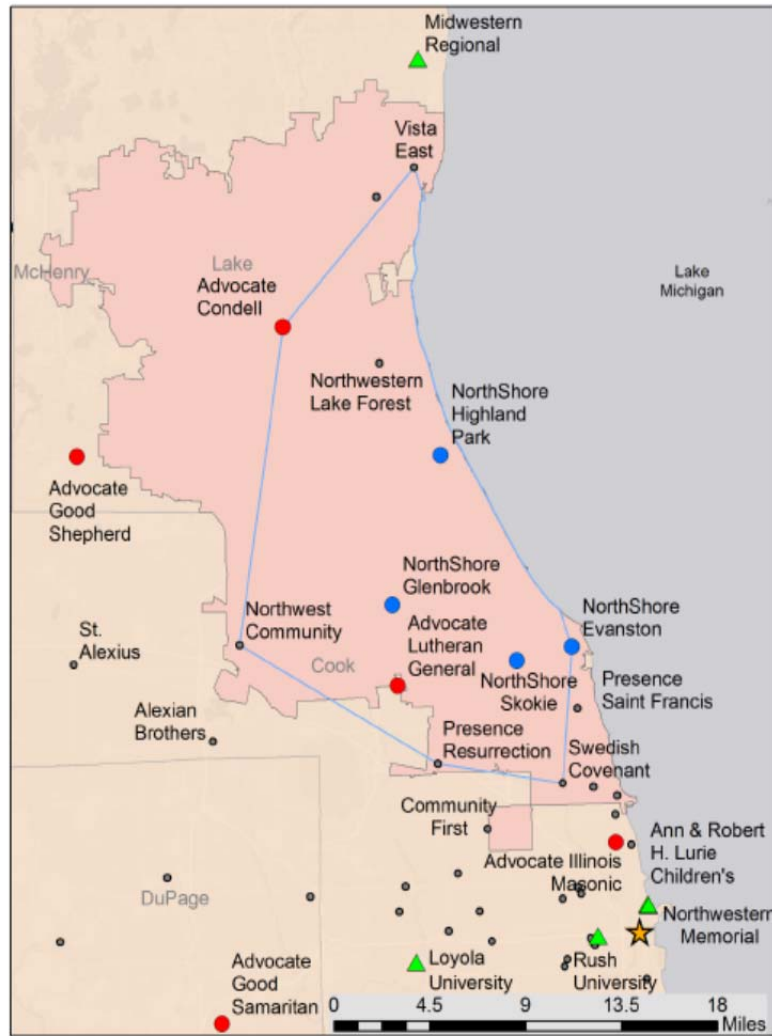 Midwestern
Regional
Vista
East
Lake
McHenry
Advocate
Condell
Lake
Michigan
Northwestern
Lake Forest
NorthShore
Highland
Park
Advocate
Good
Shepherd
NorthShore
Glenbrook
NorthShore
Evanston
Northwest
Community
Advocate
Lutheran
General
St.
Alexius
Cook
NorthShore
Skokie
Presence
Saint Francis
Alexian
Brothers
Presence
Resurrection
Swedish
Covenant
Community
First
Ann & Robert
H. Lurie
Children's
Advocate Illinois
Masonic
DuPage
Northwestern
Memorial
Advocate
Good
Samaritan
Loyola
University
Rush
University
0 4.5 9 13.5 18
Miles